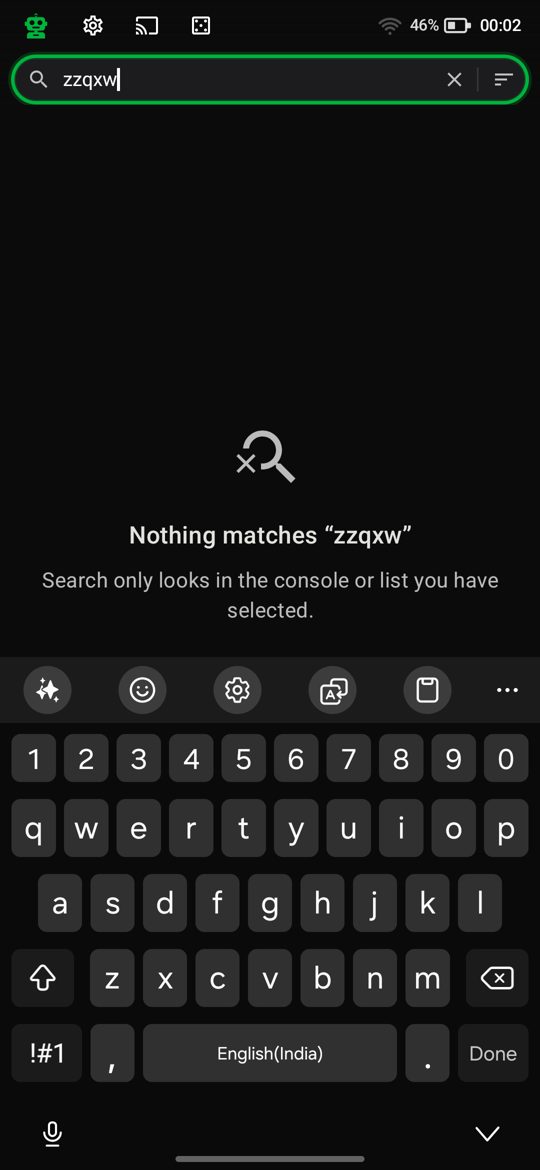 46% 00:02
zzqxw
Nothing matches “zzqxw”
Search only looks in the console or list you have
selected.
1 2 3 4 5 6 7 8 9 0
q w e r t y u i o p
a s d f g h j k l
z x c v b n m
!#1 , English(India) . Done